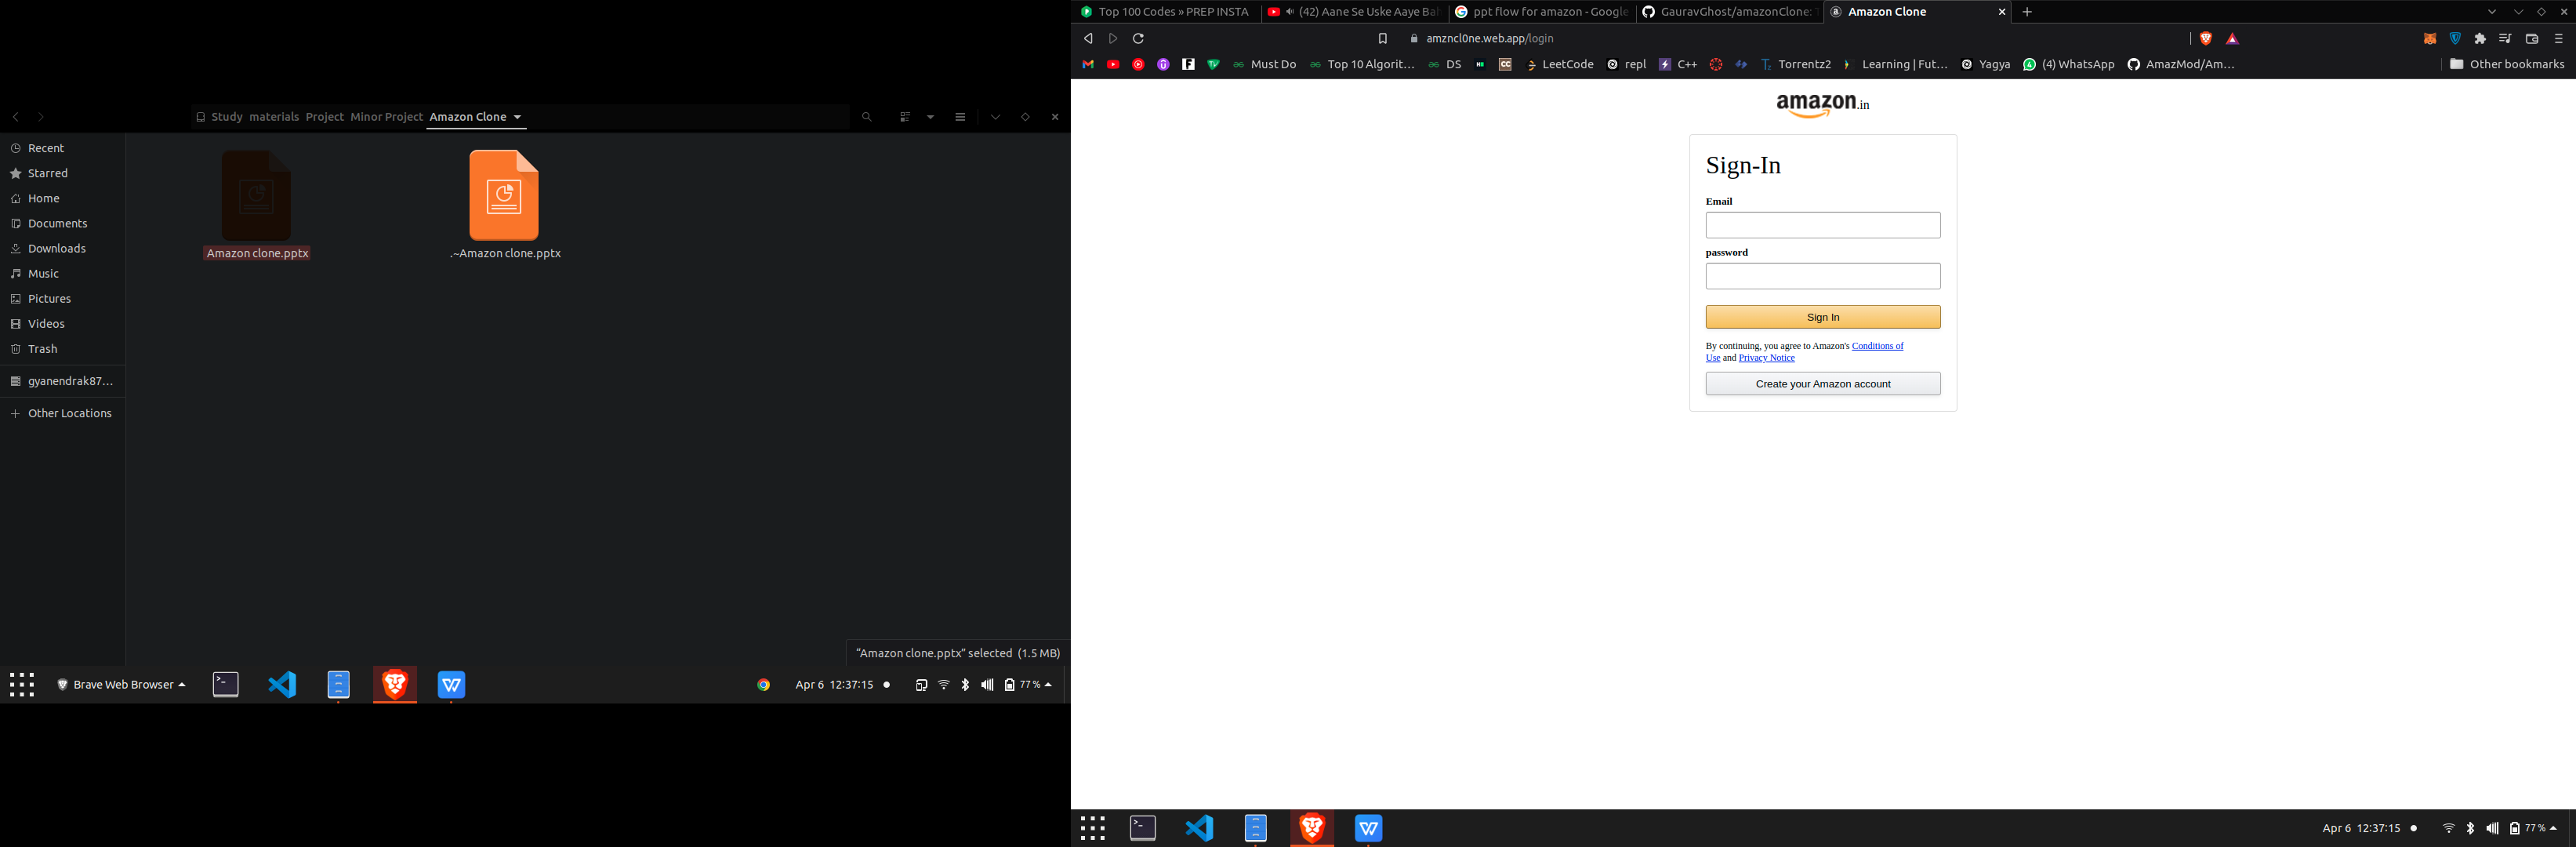 Study materials Project Minor Project Amazon Clone
Recent
Starred
Home
Documents
Downloads
Music
Pictures
Videos
Trash
gyanendrak87...
Other Locations
Amazon clone.pptx
.~Amazon clone.pptx
“Amazon clone.pptx” selected (1.5 MB)
Brave Web Browser
Apr 6 12:37:15
77 %
Top 100 Codes » PREP INSTA
(42) Aane Se Uske Aaye Bah
ppt flow for amazon - Google
GauravGhost/amazonClone: T
Amazon Clone
amzncl0ne.web.app/login
Must Do
Top 10 Algorit...
DS
LeetCode
repl
C++
Torrentz2
Learning | Fut...
Yagya
(4) WhatsApp
AmazMod/Am...
Other bookmarks
amazon.in
Sign-In
Email
password
Sign In
By continuing, you agree to Amazon's Conditions of
Use and Privacy Notice
Create your Amazon account
Apr 6 12:37:15
77 %